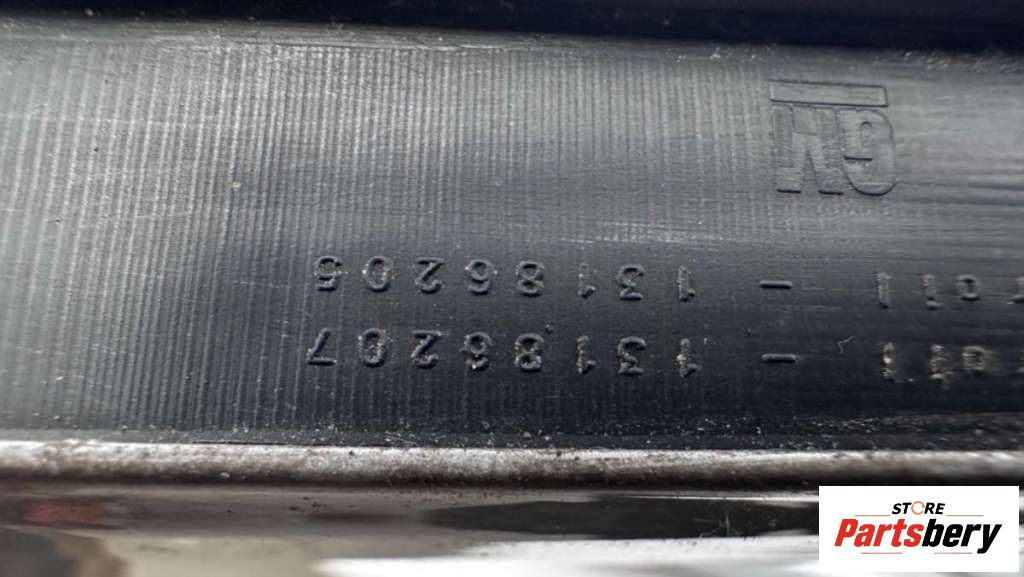 - 13186207
- 13186205
GM
STORE
Partsbery